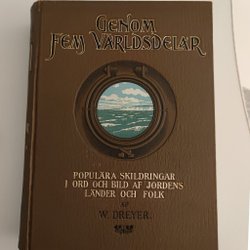 GENOM
FEM VÄRLDSDELAR
POPULÄRA SKILDRINGAR
I ORD OCH BILD AF JORDENS
LÄNDER OCH FOLK
AF
W. DREYER